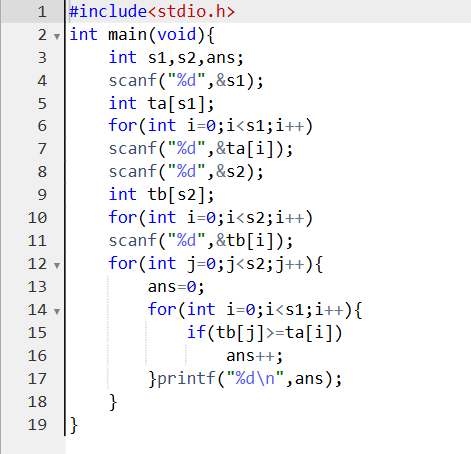 1 #include<stdio.h>
2 int main(void){
3 int s1,s2,ans;
4 scanf("%d",&s1);
5 int ta[s1];
6 for(int i=0;i<s1;i++)
7 scanf("%d",&ta[i]);
8 scanf("%d",&s2);
9 int tb[s2];
10 for(int i=0;i<s2;i++)
11 scanf("%d",&tb[i]);
12 for(int j=0;j<s2;j++){
13 ans=0;
14 for(int i=0;i<s1;i++){
15 if(tb[j]>=ta[i])
16 ans++;
17 }printf("%d\n",ans);
18 }
19 }